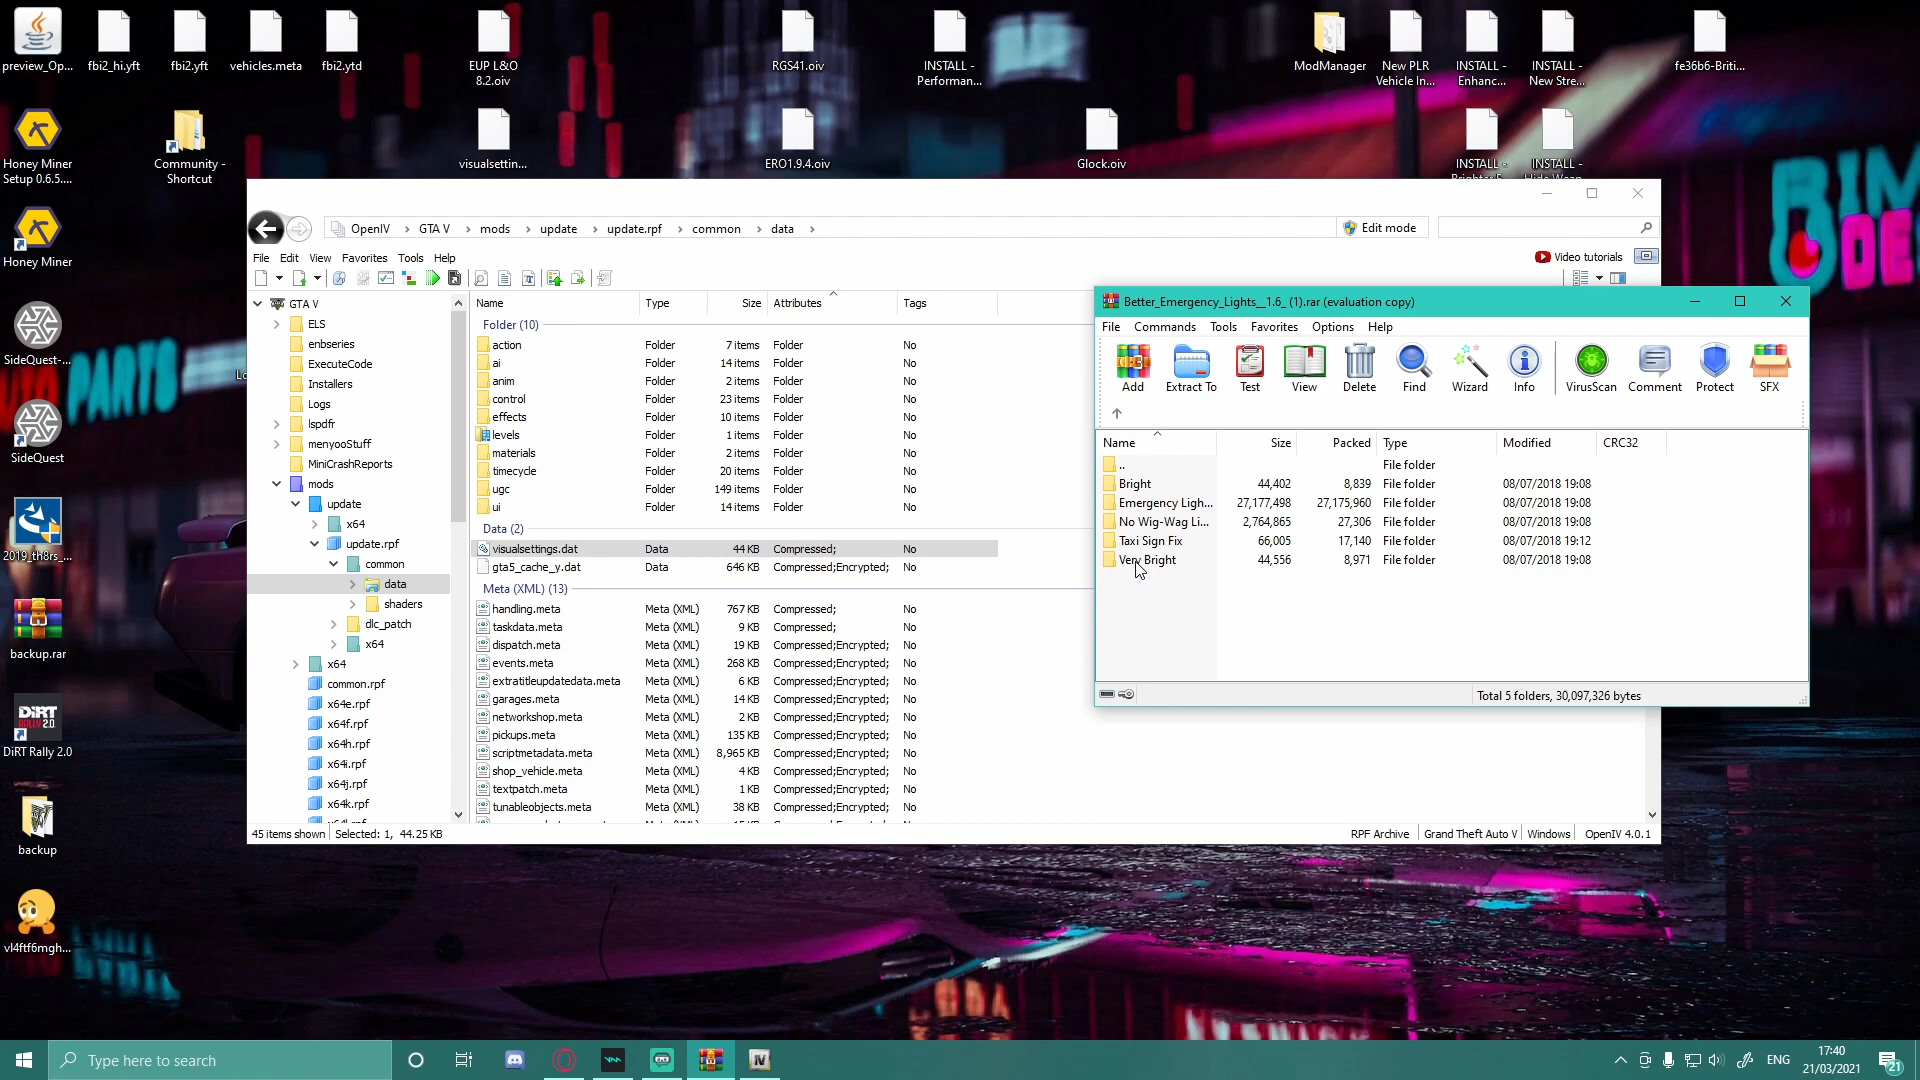 preview_Op...
fbi2_hi.yft
fbi2.yft
vehicles.meta
fbi2.ytd
EUP L&O
8.2.oiv
RGS41.oiv
INSTALL -
Performan...
ModManager
New PLR
Vehicle In...
INSTALL -
Enhanc...
INSTALL -
New Stre...
fe36b6-Briti...
Honey Miner
Setup 0.6.5....
Community -
Shortcut
visualsettin...
ERO1.9.4.oiv
Glock.oiv
INSTALL -
INSTALL -
Honey Miner
SideQuest-...
SideQuest
2019_th8rs_...
backup.rar
DiRT Rally 2.0
backup
vl4ftf6mgh...
PARTS
OpenIV
GTA V
mods
update
update.rpf
common
data
Edit mode
File
Edit
View
Favorites
Tools
Help
Video tutorials
GTA V
ELS
enbseries
ExecuteCode
Installers
Logs
lspdfr
menyooStuff
MiniCrashReports
mods
update
x64
update.rpf
common
data
shaders
dlc_patch
x64
x64
common.rpf
x64e.rpf
x64f.rpf
x64h.rpf
x64i.rpf
x64j.rpf
x64k.rpf
Name Type Size Attributes Tags
Folder (10)
action Folder 7 items Folder No
ai Folder 14 items Folder No
anim Folder 2 items Folder No
control Folder 23 items Folder No
effects Folder 10 items Folder No
levels Folder 1 items Folder No
materials Folder 2 items Folder No
timecycle Folder 20 items Folder No
ugc Folder 149 items Folder No
ui Folder 14 items Folder No
Data (2)
visualsettings.dat Data 44 KB Compressed; No
gta5_cache_y.dat Data 646 KB Compressed; No
Meta (XML) (13)
handling.meta Meta (XML) 767 KB Compressed; No
taskdata.meta Meta (XML) 9 KB Compressed; No
dispatch.meta Meta (XML) 19 KB Compressed;Encrypted; No
events.meta Meta (XML) 268 KB Compressed;Encrypted; No
extratitleupdatedata.meta Meta (XML) 6 KB Compressed;Encrypted; No
garages.meta Meta (XML) 14 KB Compressed;Encrypted; No
networkshop.meta Meta (XML) 2 KB Compressed;Encrypted; No
pickups.meta Meta (XML) 135 KB Compressed;Encrypted; No
scriptmetadata.meta Meta (XML) 8,965 KB Compressed;Encrypted; No
shop_vehicle.meta Meta (XML) 4 KB Compressed;Encrypted; No
textpatch.meta Meta (XML) 1 KB Compressed;Encrypted; No
tunableobjects.meta Meta (XML) 38 KB Compressed;Encrypted; No
45 items shown
Selected: 1, 44.25 KB
RPF Archive
Grand Theft Auto V
Windows
OpenIV 4.0.1
Better_Emergency_Lights__1.6_ (1).rar (evaluation copy)
File Commands Tools Favorites Options Help
Add
Extract To
Test
View
Delete
Find
Wizard
Info
VirusScan
Comment
Protect
SFX
Name Size Packed Type Modified CRC32
.. File folder
Bright 44,402 8,839 File folder 08/07/2018 19:08
Emergency Ligh... 27,177,498 27,175,960 File folder 08/07/2018 19:08
No Wig-Wag Li... 2,764,865 27,306 File folder 08/07/2018 19:08
Taxi Sign Fix 66,005 17,140 File folder 08/07/2018 19:12
Very Bright 44,556 8,971 File folder 08/07/2018 19:08
Total 5 folders, 30,097,326 bytes
Type here to search
ENG
17:40
21/03/2021
21